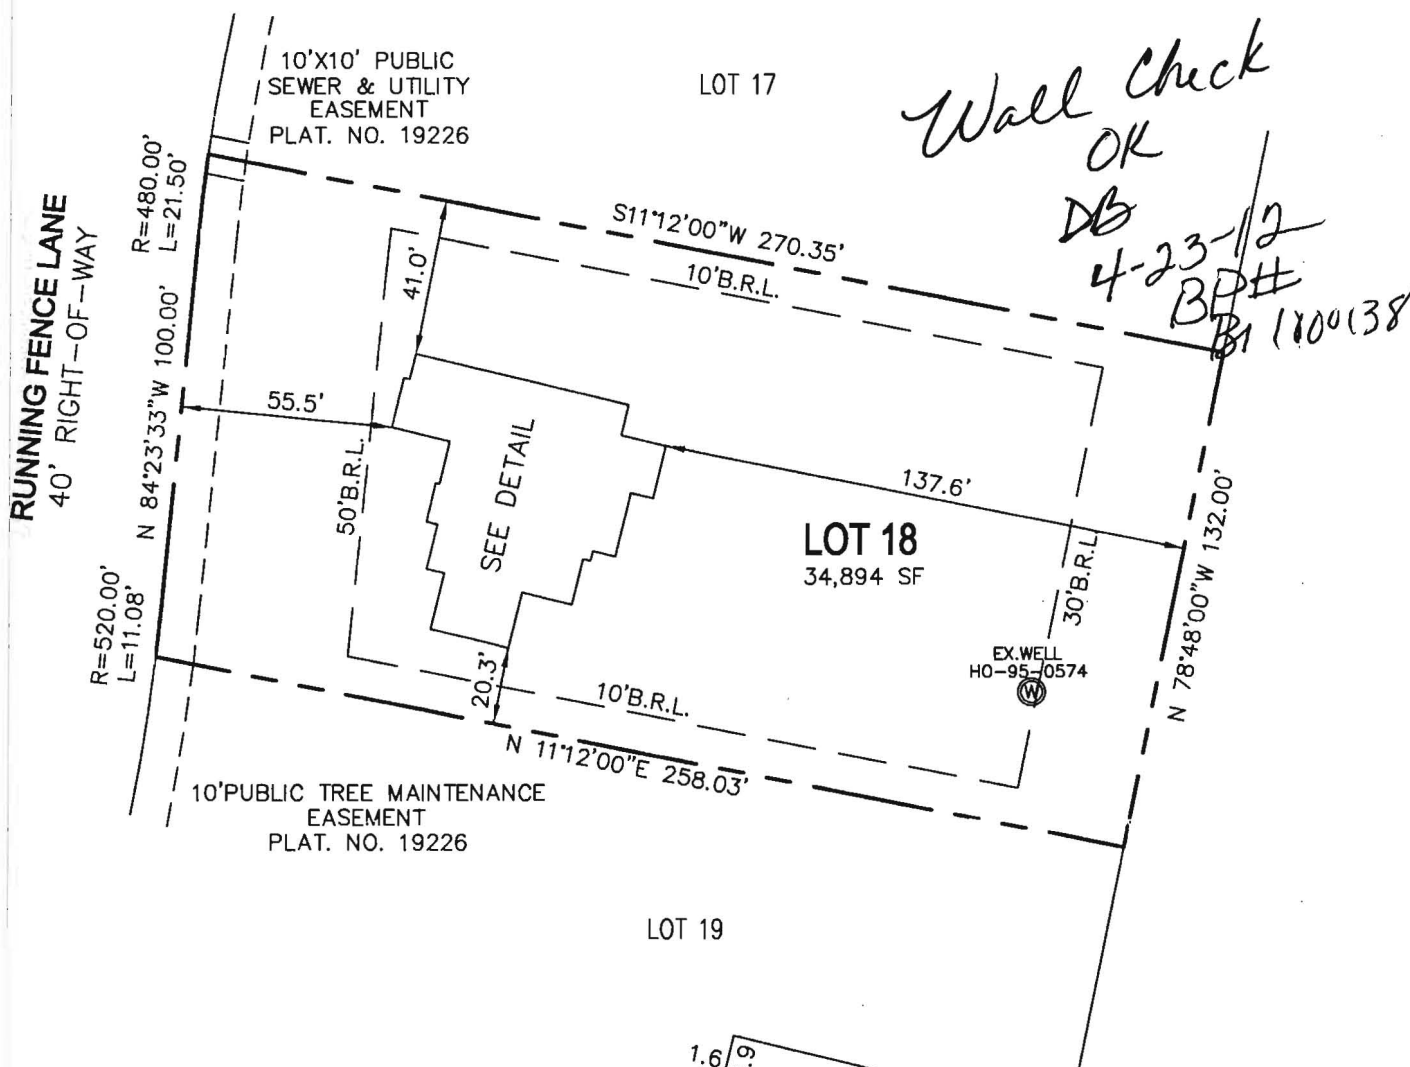 10'X10' PUBLIC
SEWER & UTILITY
EASEMENT
PLAT. NO. 19226
LOT 17
Wall Check
OK
DB
4-23-12
BP#
B1100138
RUNNING FENCE LANE
40' RIGHT-OF-WAY
R=480.00'
L=21.50'
N 84°23'33"W 100.00'
R=520.00'
L=11.08'
S11°12'00"W 270.35'
10'B.R.L.
41.0'
55.5'
50'B.R.L.
SEE DETAIL
137.6'
LOT 18
34,894 SF
30'B.R.L.
N 78°48'00"W 132.00'
EX.WELL
HO-95-0574
W
20.3'
10'B.R.L.
N 11°12'00"E 258.03'
10'PUBLIC TREE MAINTENANCE
EASEMENT
PLAT. NO. 19226
LOT 19
1.6